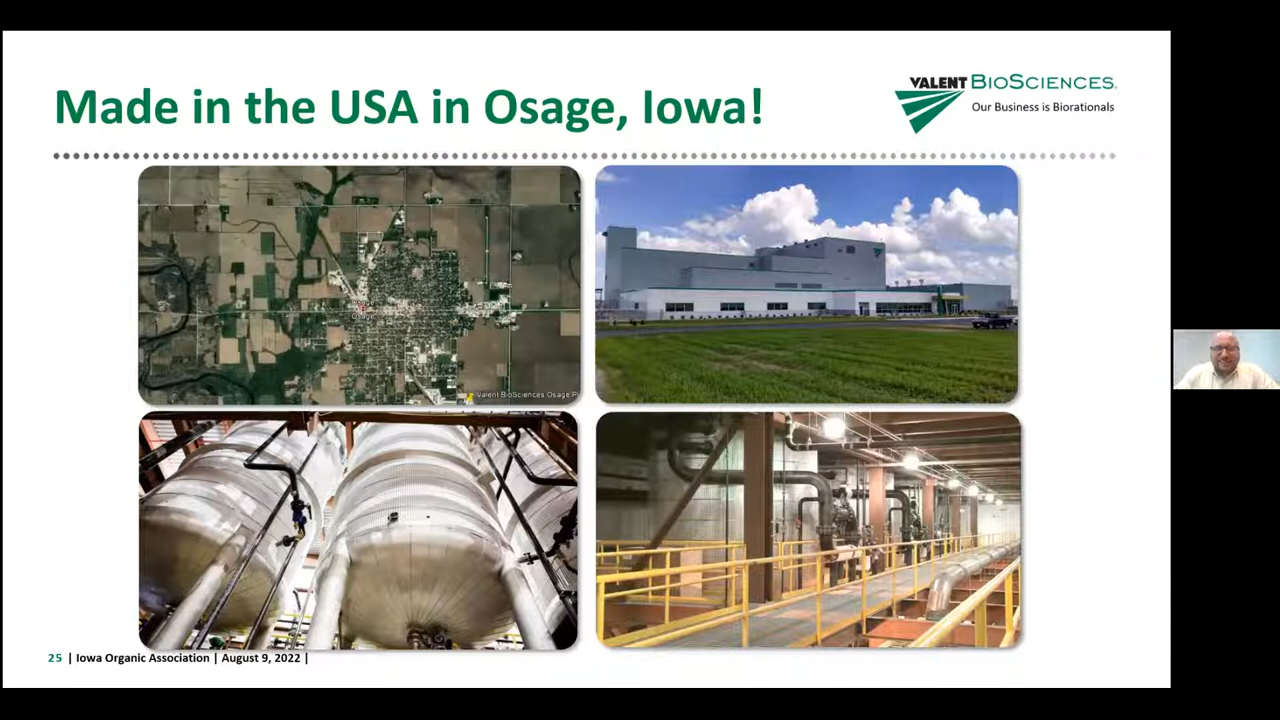 Made in the USA in Osage, Iowa!
VALENT BIOSCIENCES.
Our Business is Biorationals
Osage
Valent BioSciences Osage P
25 | Iowa Organic Association | August 9, 2022 |